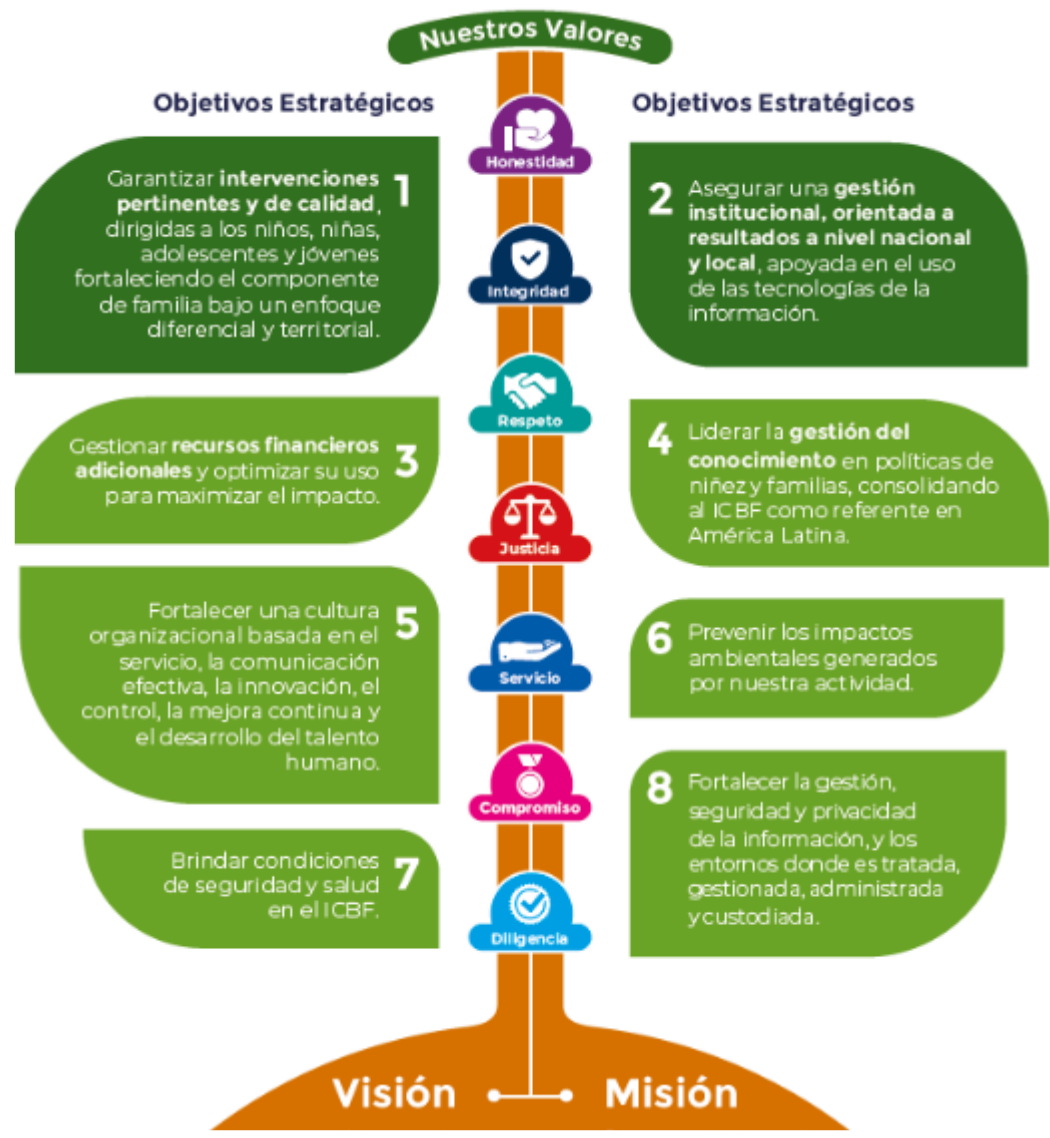 Nuestros Valores
Objetivos Estratégicos
Objetivos Estratégicos
Honestidad
1
Garantizar intervenciones
pertinentes y de calidad,
dirigidas a los niños, niñas,
adolescentes y jóvenes
fortaleciendo el componente
de familia bajo un enfoque
diferencial y territorial.
2
Asegurar una gestión
institucional, orientada a
resultados a nivel nacional
y local, apoyada en el uso
de las tecnologías de la
información.
Integridad
Respeto
Gestionar recursos financieros
adicionales y optimizar su uso
para maximizar el impacto.
3
4
Liderar la gestión del
conocimiento en políticas de
niñez y familias, consolidando
al ICBF como referente en
América Latina.
Justicia
Fortalecer una cultura
organizacional basada en el
servicio, la comunicación
efectiva, la innovación, el
control, la mejora continua y
el desarrollo del talento
humano.
5
6
Prevenir los impactos
ambientales generados
por nuestra actividad.
Servicio
Compromiso
Brindar condiciones
de seguridad y salud
en el ICBF.
7
8
Fortalecer la gestión,
seguridad y privacidad
de la información, y los
entornos donde es tratada,
gestionada, administrada
y custodiada.
Diligencia
Visión
Misión